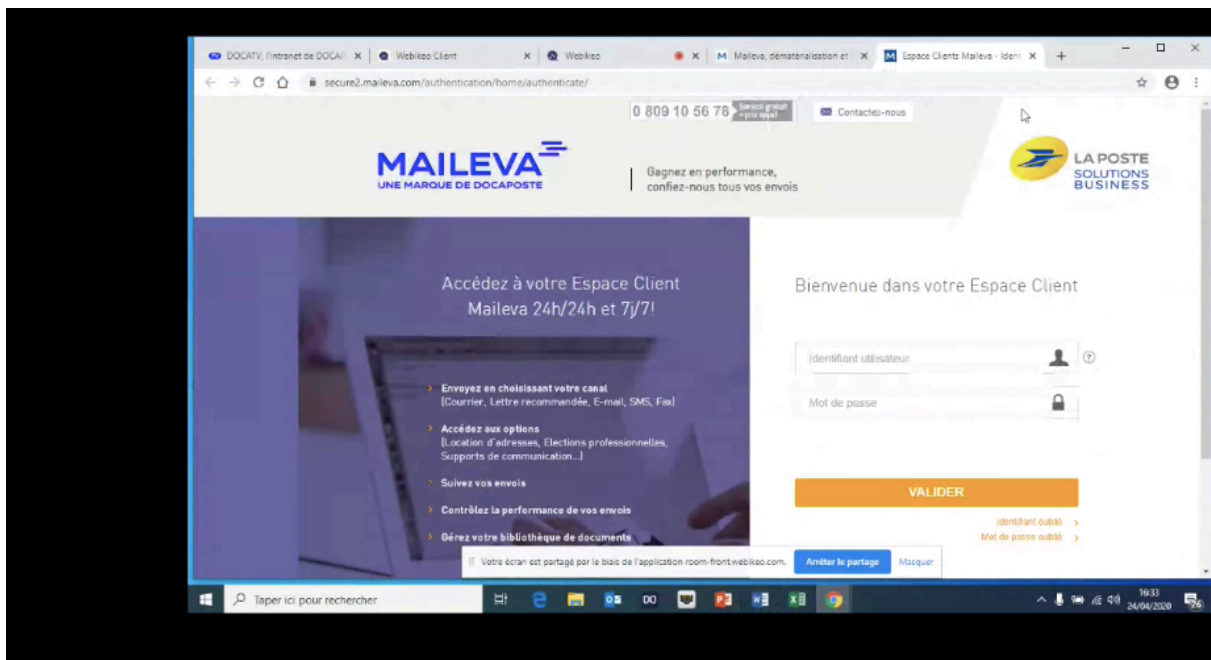 DOCATV, l'intranet de DOCA
Webikeo Client
Webikeo
Maileva, dématérialisation et
Espace Clients Maileva - Iden
secure2.maileva.com/authentication/home/authenticate/
0 809 10 56 78 Service gratuit
+ prix appel
Contactez-nous
MAILEVA
UNE MARQUE DE DOCAPOSTE
Gagnez en performance,
confiez-nous tous vos envois
LA POSTE
SOLUTIONS
BUSINESS
Accédez à votre Espace Client
Maileva 24h/24h et 7j/7!
Envoyez en choisissant votre canal
(Courrier, Lettre recommandée, E-mail, SMS, Fax)
Accédez aux options
(Location d'adresses, Elections professionnelles,
Supports de communication...)
Suivez vos envois
Contrôlez la performance de vos envois
Gérez votre bibliothèque de documents
Bienvenue dans votre Espace Client
Identifiant utilisateur
Mot de passe
VALIDER
Identifiant oublié
Mot de passe oublié
Votre écran est partagé par le biais de l'application room-front.webikeo.com.
Arrêter le partage
Masquer
Taper ici pour rechercher
16:33
24/04/2020
26